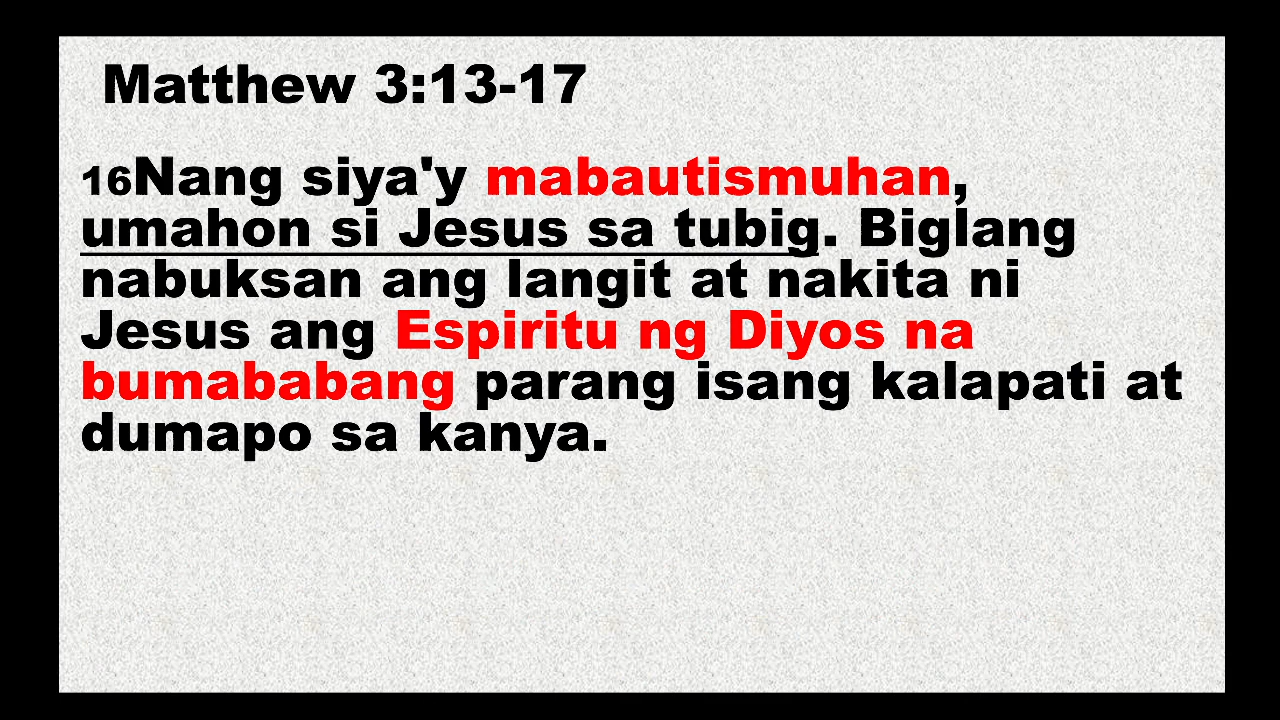 Matthew 3:13-17
16Nang siya'y mabautismuhan,
umahon si Jesus sa tubig. Biglang
nabuksan ang langit at nakita ni
Jesus ang Espiritu ng Diyos na
bumababang parang isang kalapati at
dumapo sa kanya.